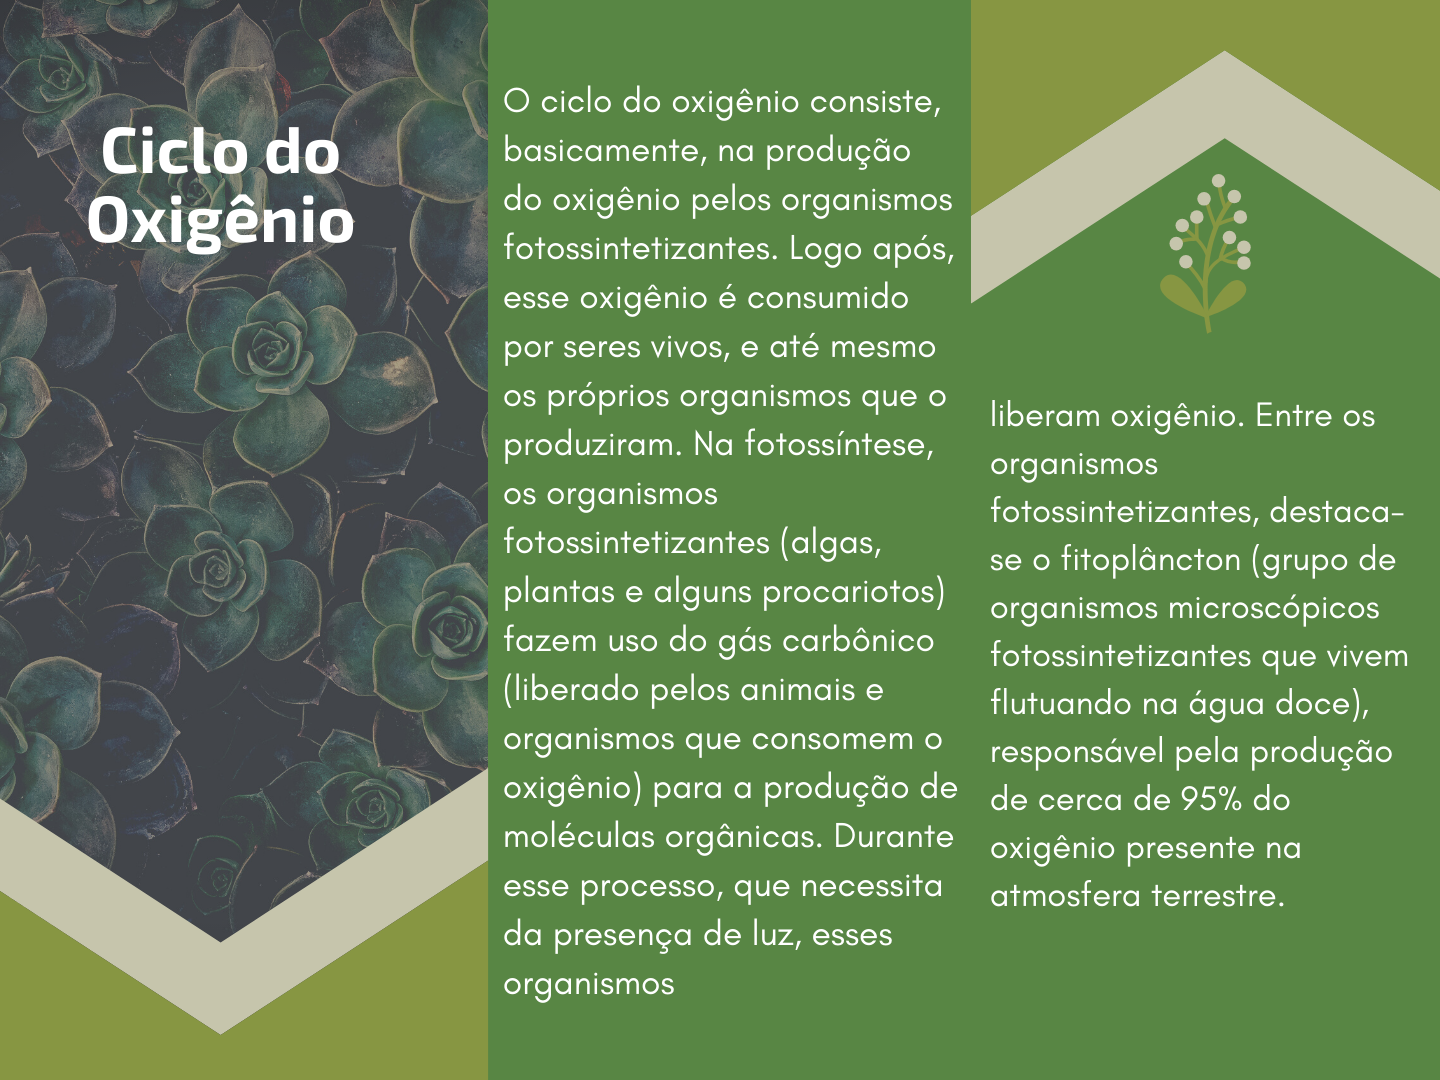 Ciclo do
Oxigênio
O ciclo do oxigênio consiste,
basicamente, na produção
do oxigênio pelos organismos
fotossintetizantes. Logo após,
esse oxigênio é consumido
por seres vivos, e até mesmo
os próprios organismos que o
produziram. Na fotossíntese,
os organismos
fotossintetizantes (algas,
plantas e alguns procariotos)
fazem uso do gás carbônico
(liberado pelos animais e
organismos que consomem o
oxigênio) para a produção de
moléculas orgânicas. Durante
esse processo, que necessita
da presença de luz, esses
organismos
liberam oxigênio. Entre os
organismos
fotossintetizantes, destaca-
se o fitoplâncton (grupo de
organismos microscópicos
fotossintetizantes que vivem
flutuando na água doce),
responsável pela produção
de cerca de 95% do
oxigênio presente na
atmosfera terrestre.